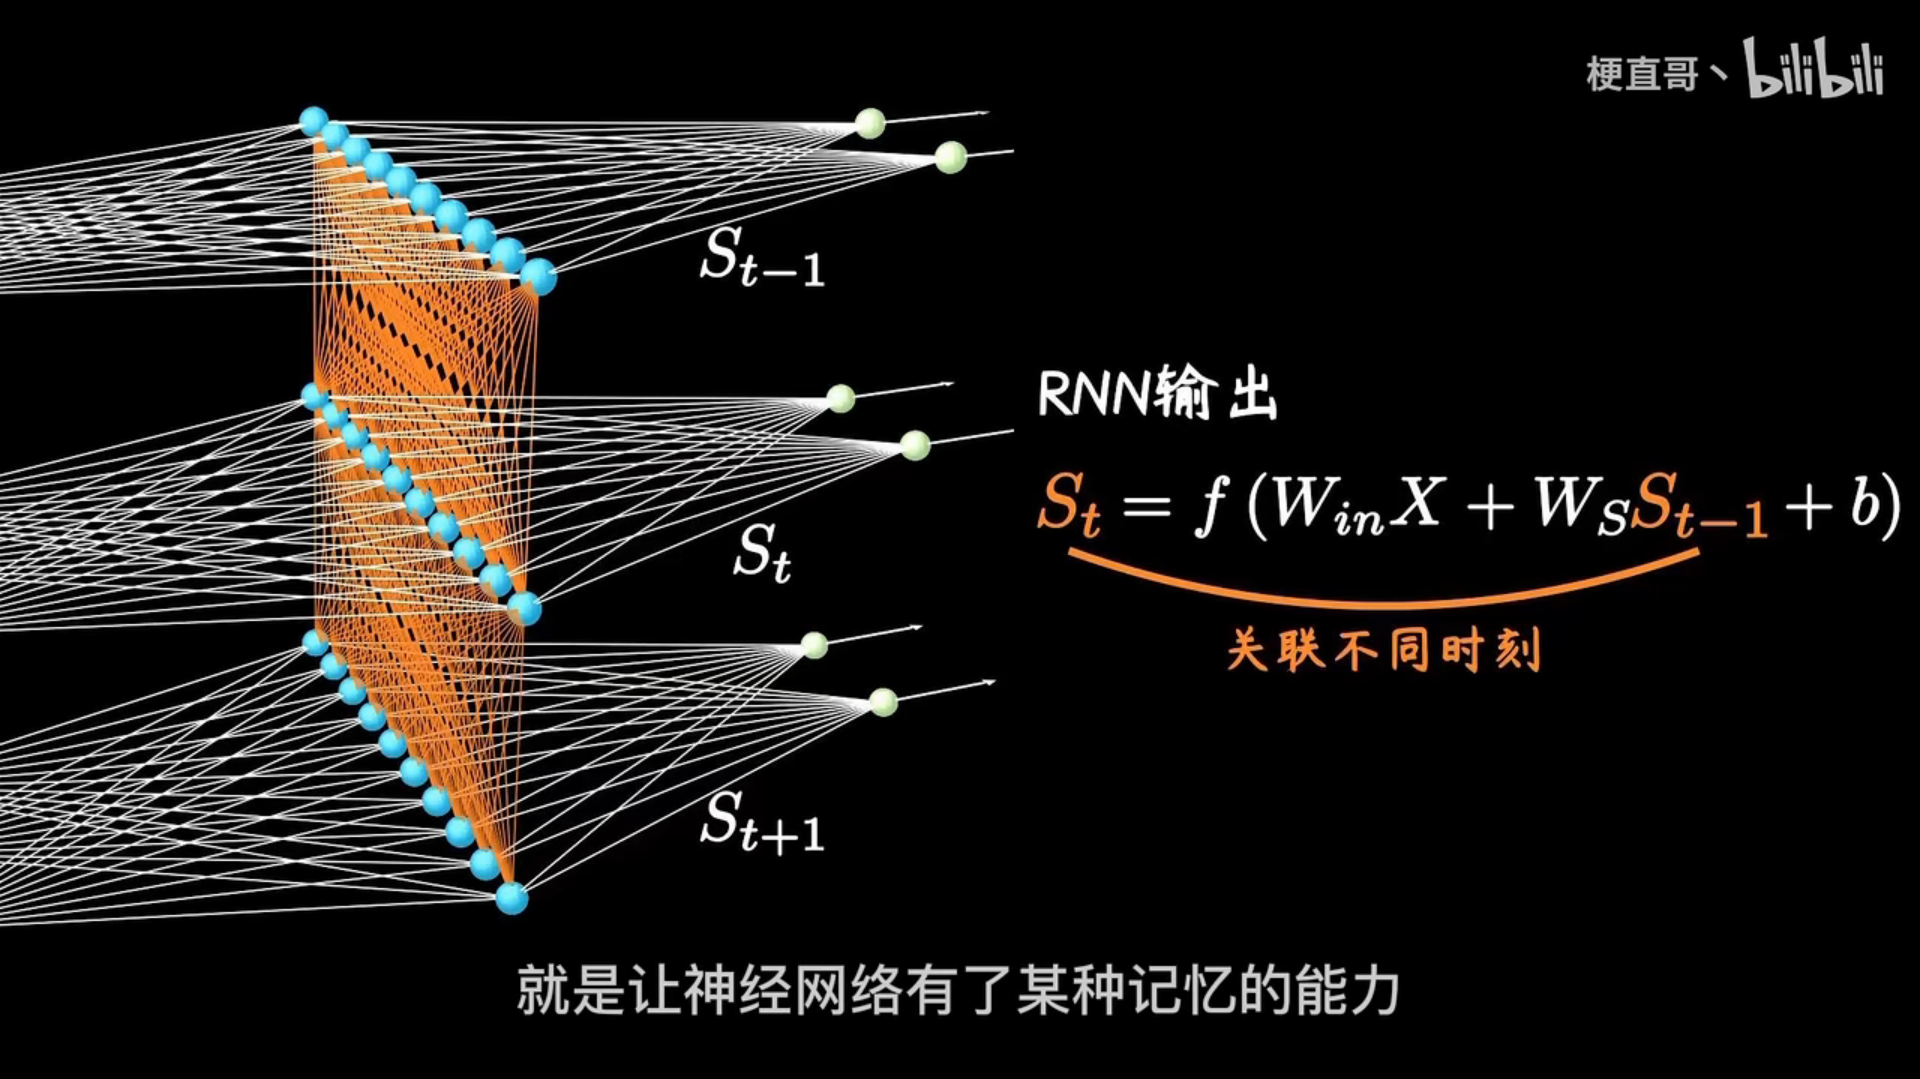 梗直哥丶 bilibili
S_{t-1}
RNN输出
S_t = f (W_{in}X + W_S S_{t-1} + b)
S_t
关联不同时刻
S_{t+1}
就是让神经网络有了某种记忆的能力